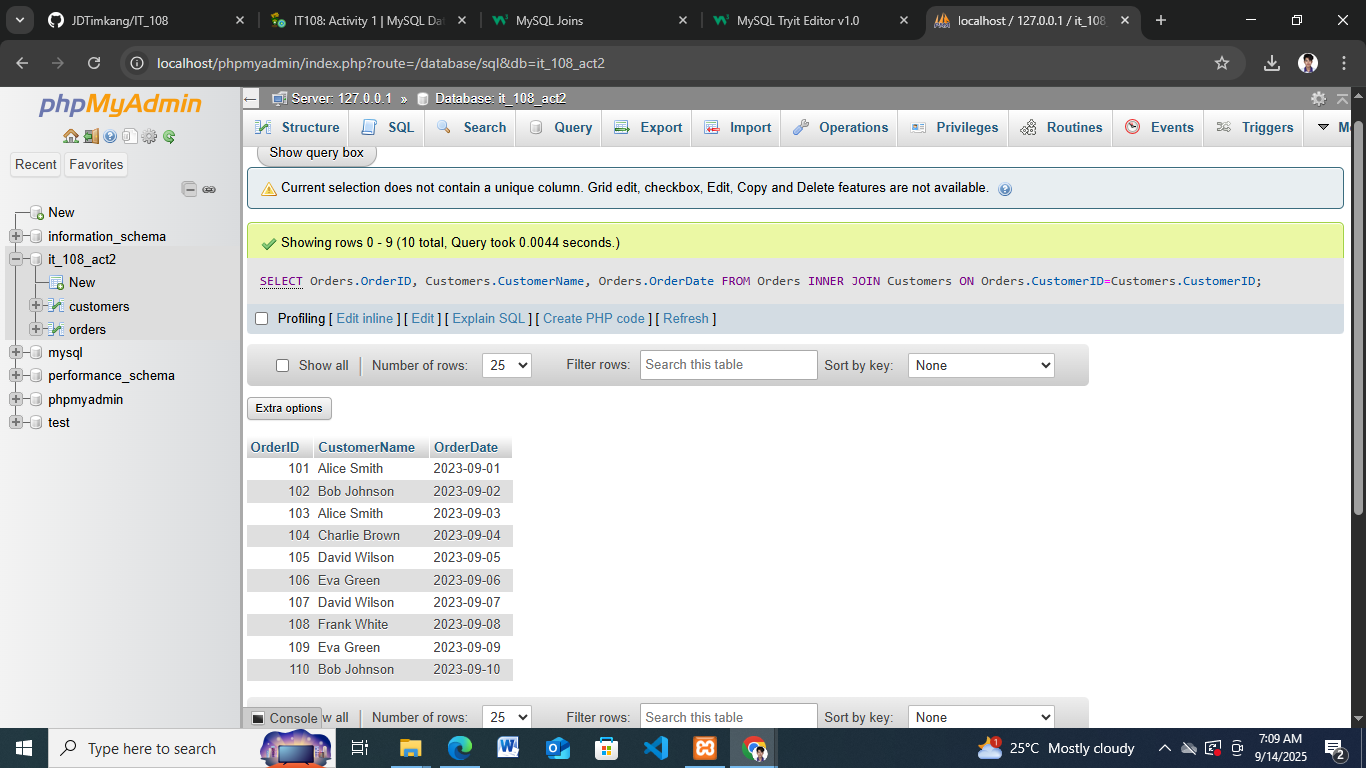 JDTimkang/IT_108
IT108: Activity 1 | MySQL Dat
MySQL Joins
MySQL Tryit Editor v1.0
localhost / 127.0.0.1 / it_108
localhost/phpmyadmin/index.php?route=/database/sql&db=it_108_act2
phpMyAdmin
Recent Favorites
New
information_schema
it_108_act2
New
customers
orders
mysql
performance_schema
phpmyadmin
test
Server: 127.0.0.1 » Database: it_108_act2
Structure SQL Search Query Export Import Operations Privileges Routines Events Triggers
Show query box
Current selection does not contain a unique column. Grid edit, checkbox, Edit, Copy and Delete features are not available.
Showing rows 0 - 9 (10 total, Query took 0.0044 seconds.)
SELECT Orders.OrderID, Customers.CustomerName, Orders.OrderDate FROM Orders INNER JOIN Customers ON Orders.CustomerID=Customers.CustomerID;
Profiling [ Edit inline ] [ Edit ] [ Explain SQL ] [ Create PHP code ] [ Refresh ]
Show all Number of rows: 25 Filter rows: Search this table Sort by key: None
Extra options
OrderID CustomerName OrderDate
101 Alice Smith 2023-09-01
102 Bob Johnson 2023-09-02
103 Alice Smith 2023-09-03
104 Charlie Brown 2023-09-04
105 David Wilson 2023-09-05
106 Eva Green 2023-09-06
107 David Wilson 2023-09-07
108 Frank White 2023-09-08
109 Eva Green 2023-09-09
110 Bob Johnson 2023-09-10
Console w all Number of rows: 25 Filter rows: Search this table Sort by key: None
Type here to search
1
25°C Mostly cloudy
7:09 AM
9/14/2025
2